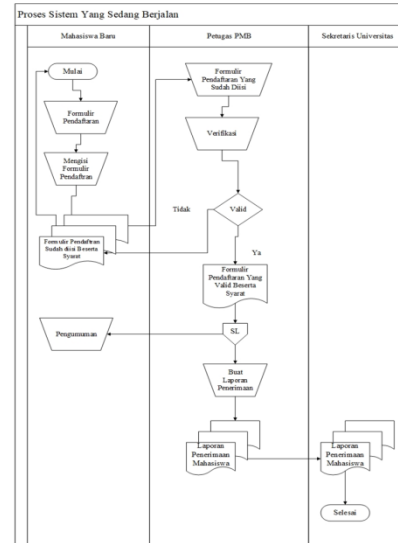 Proses Sistem Yang Sedang Berjalan
Mahasiswa Baru
Petugas PMB
Sekretaris Universitas
Mulai
Formulir
Pendaftaran
Mengisi
Formulir
Pendaftran
Formulir Pendaftran
Sudah diisi Beserta
Syarat
Pengumuman
Formulir
Pendaftaran Yang
Sudah Diisi
Verifikasi
Tidak
Valid
Ya
Formulir
Pendaftaran Yang
Valid Beserta
Syarat
SL
Buat
Laporan
Penerimaan
Laporan
Penerimaan
Mahasiswa
Laporan
Penerimaan
Mahasiswa
Selesai